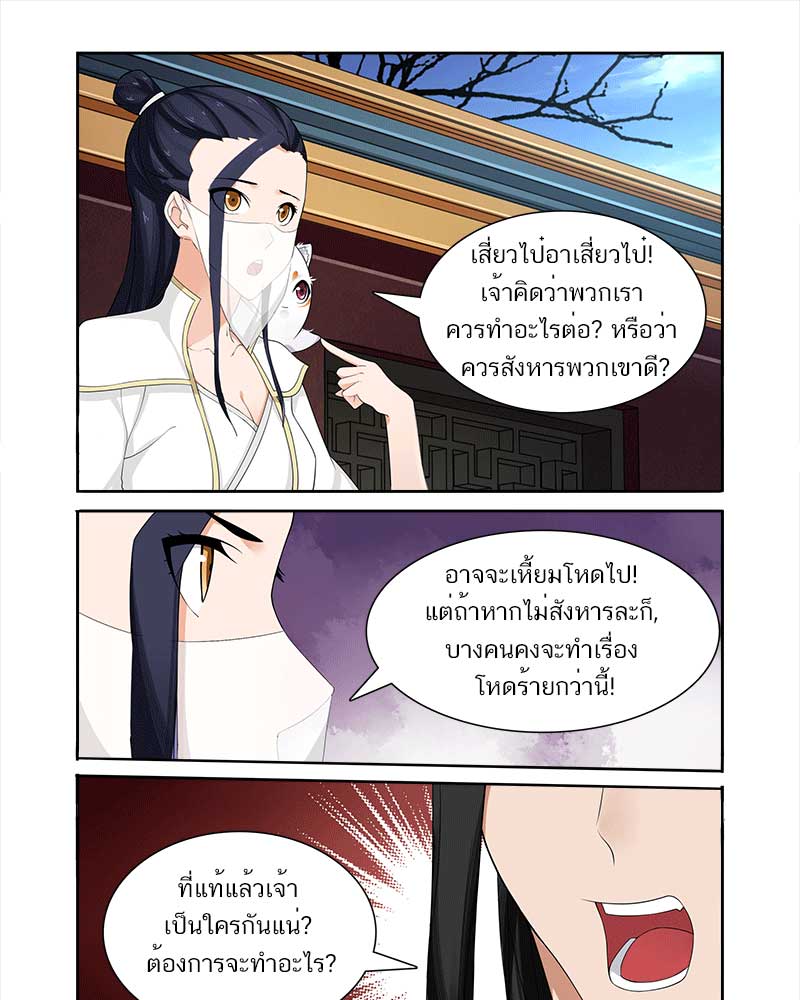 เสี่ยวไป๋อาเสี่ยวไป๋!
เจ้าคิดว่าพวกเรา
ควรทำอะไรต่อ? หรือว่า
ควรสังหารพวกเขาดี?
อาจจะเหี้ยมโหดไป!
แต่ถ้าหากไม่สังหารละก็,
บางคนคงจะทำเรื่อง
โหดร้ายกว่านี้!
ที่แท้แล้วเจ้า
เป็นใครกันแน่?
ต้องการจะทำอะไร?